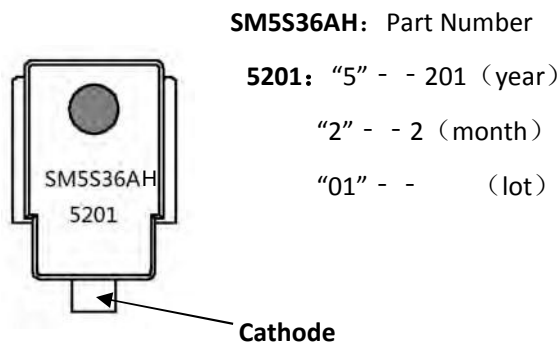 SM5S36AH： Part Number
5201： “5” - - 201（year）
“2” - - 2（month）
“01” - - （lot）
SM5S36AH
5201
Cathode